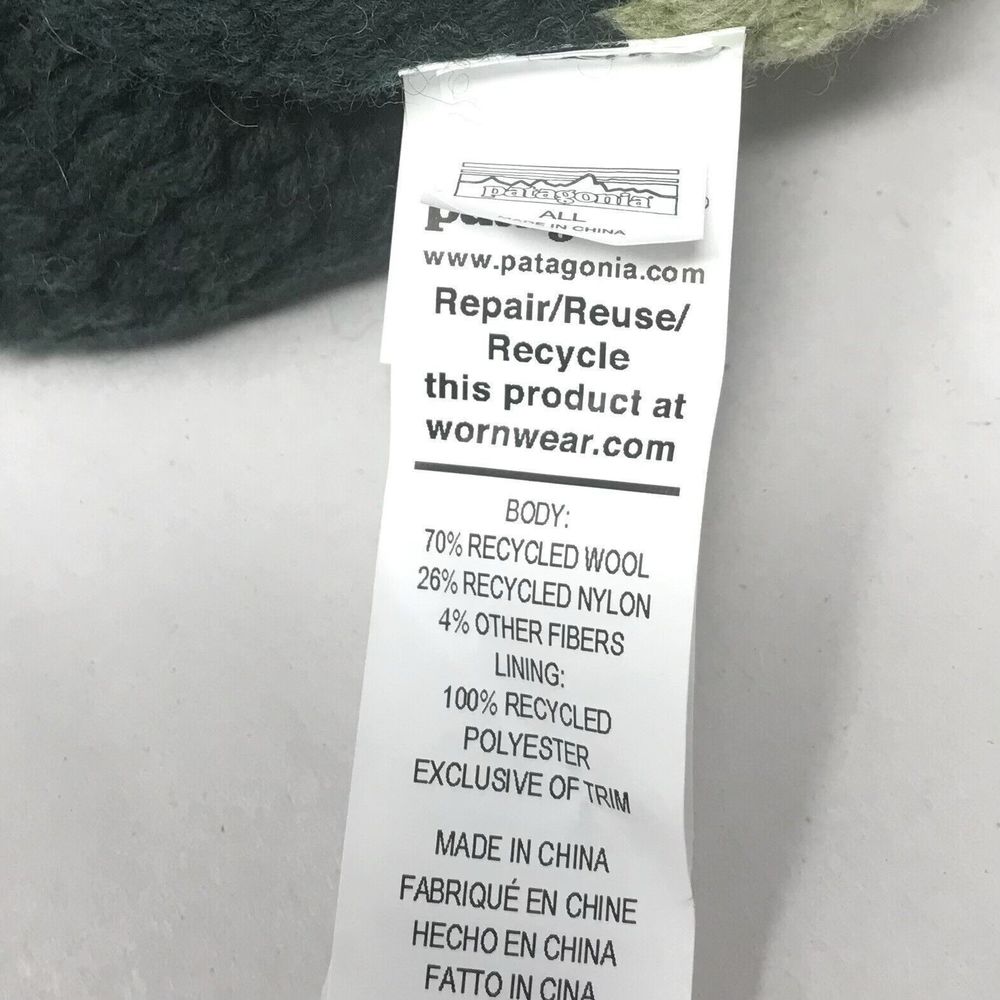 patagonia
ALL
MADE IN CHINA
www.patagonia.com
Repair/Reuse/
Recycle
this product at
wornwear.com
BODY:
70% RECYCLED WOOL
26% RECYCLED NYLON
4% OTHER FIBERS
LINING:
100% RECYCLED
POLYESTER
EXCLUSIVE OF TRIM
MADE IN CHINA
FABRIQUÉ EN CHINE
HECHO EN CHINA
FATTO IN CINA